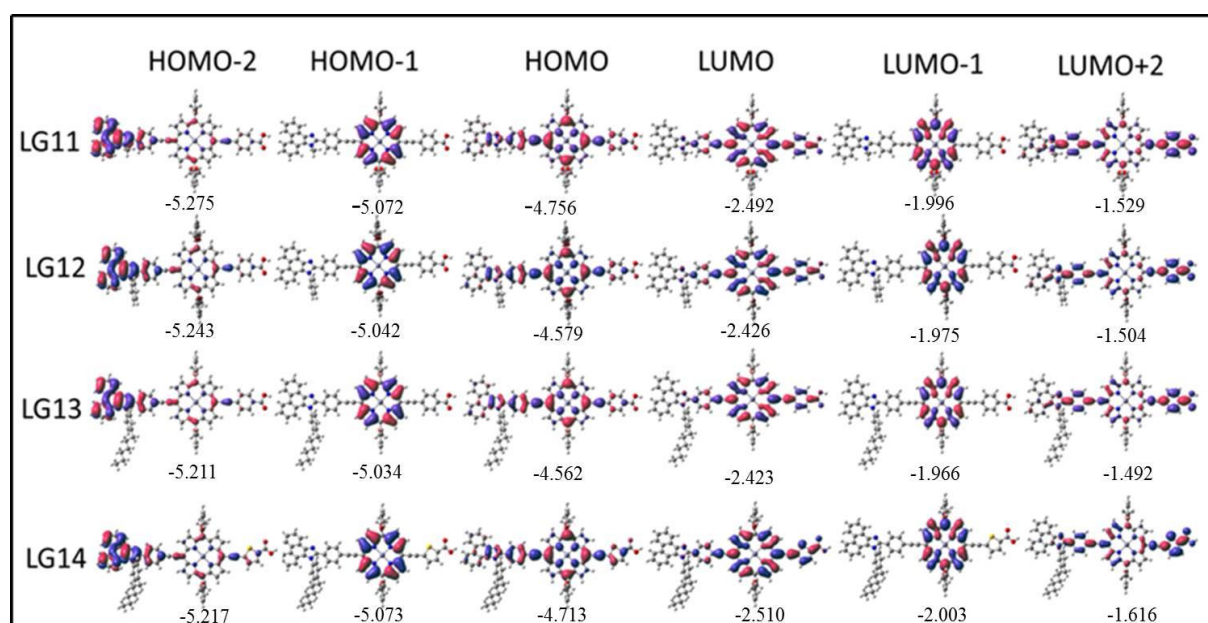 HOMO-2 HOMO-1 HOMO LUMO LUMO-1 LUMO+2
LG11
-5.275 -5.072 -4.756 -2.492 -1.996 -1.529
LG12
-5.243 -5.042 -4.579 -2.426 -1.975 -1.504
LG13
-5.211 -5.034 -4.562 -2.423 -1.966 -1.492
LG14
-5.217 -5.073 -4.713 -2.510 -2.003 -1.616